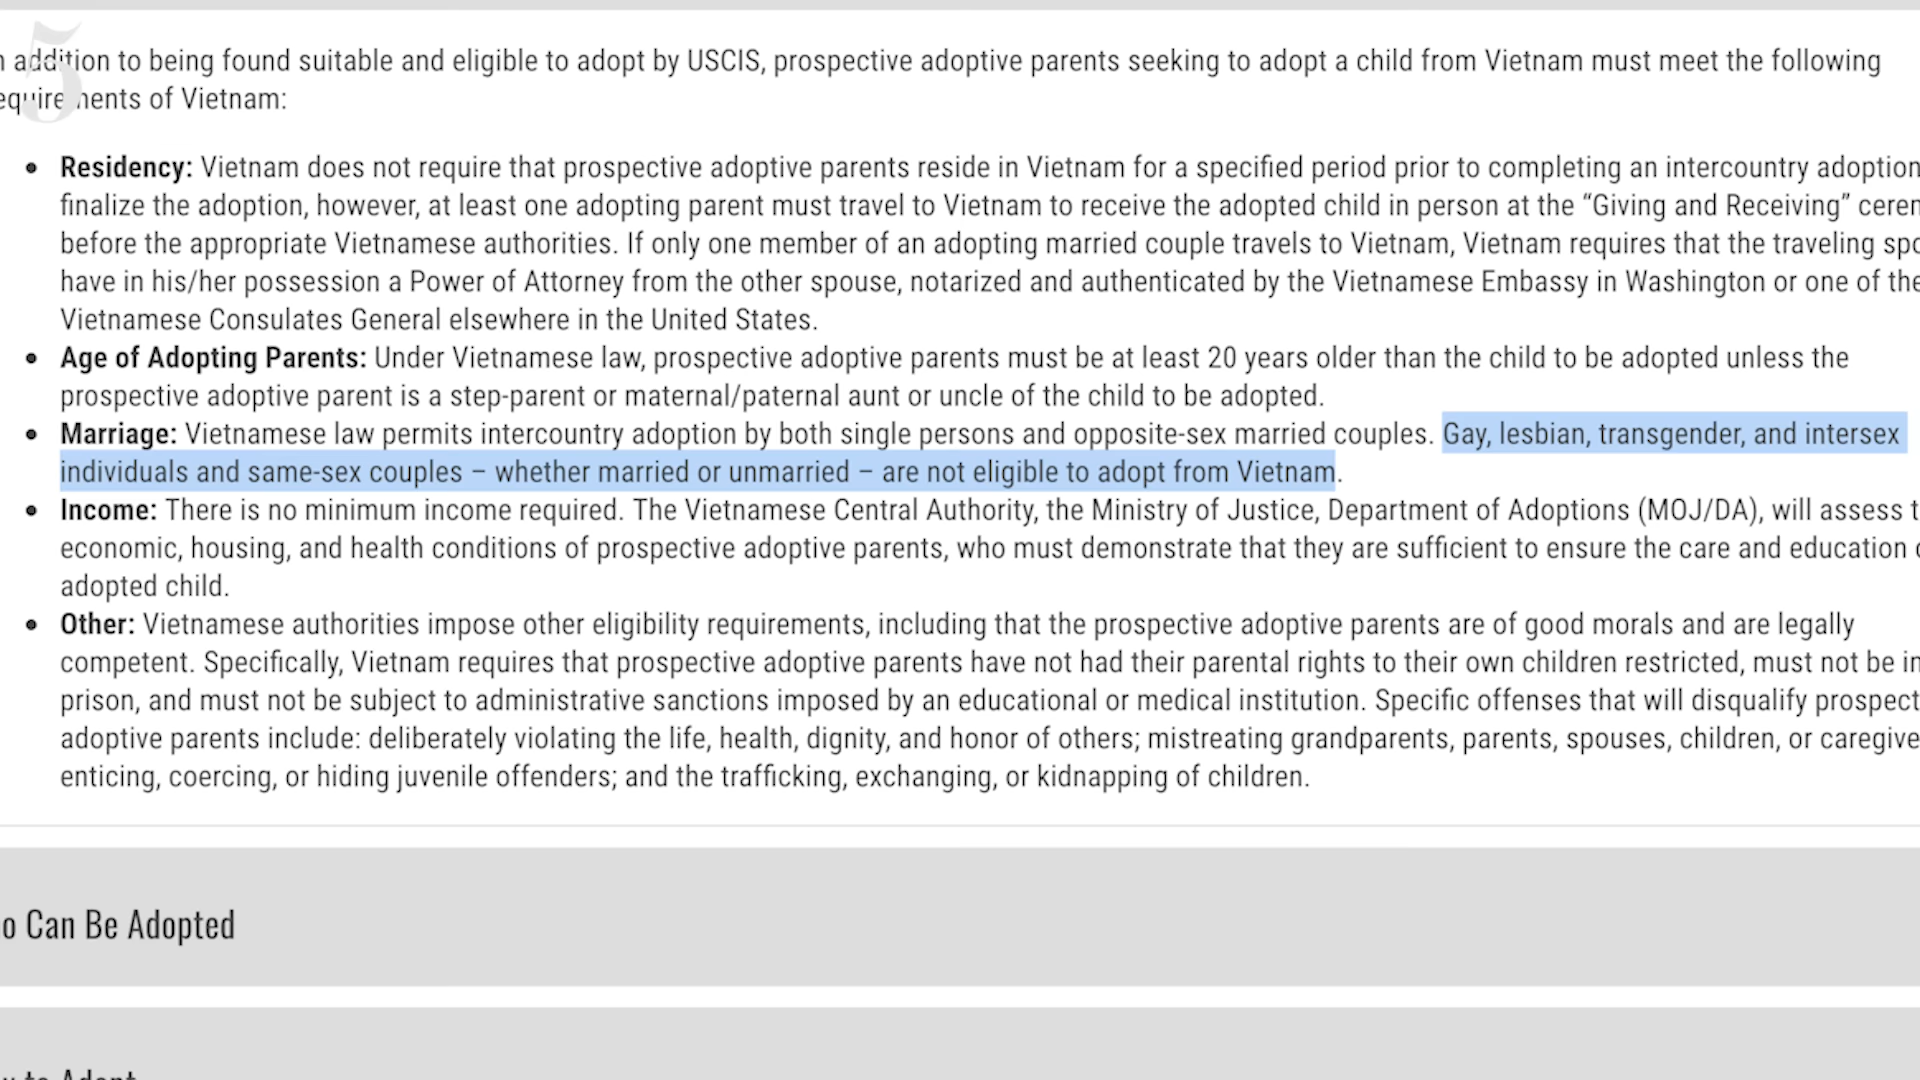 5
addition to being found suitable and eligible to adopt by USCIS, prospective adoptive parents seeking to adopt a child from Vietnam must meet the following
of Vietnam:
• Residency: Vietnam does not require that prospective adoptive parents reside in Vietnam for a specified period prior to completing an intercountry adoption
finalize the adoption, however, at least one adopting parent must travel to Vietnam to receive the adopted child in person at the “Giving and Receiving”
before the appropriate Vietnamese authorities. If only one member of an adopting married couple travels to Vietnam, Vietnam requires that the traveling
have in his/her possession a Power of Attorney from the other spouse, notarized and authenticated by the Vietnamese Embassy in Washington or one of the
Vietnamese Consulates General elsewhere in the United States.
• Age of Adopting Parents: Under Vietnamese law, prospective adoptive parents must be at least 20 years older than the child to be adopted unless the
prospective adoptive parent is a step-parent or maternal/paternal aunt or uncle of the child to be adopted.
• Marriage: Vietnamese law permits intercountry adoption by both single persons and opposite-sex married couples. Gay, lesbian, transgender, and intersex
individuals and same-sex couples – whether married or unmarried – are not eligible to adopt from Vietnam.
• Income: There is no minimum income required. The Vietnamese Central Authority, the Ministry of Justice, Department of Adoptions (MOJ/DA), will assess
economic, housing, and health conditions of prospective adoptive parents, who must demonstrate that they are sufficient to ensure the care and education
adopted child.
• Other: Vietnamese authorities impose other eligibility requirements, including that the prospective adoptive parents are of good morals and are legally
competent. Specifically, Vietnam requires that prospective adoptive parents have not had their parental rights to their own children restricted, must not be in
prison, and must not be subject to administrative sanctions imposed by an educational or medical institution. Specific offenses that will disqualify
adoptive parents include: deliberately violating the life, health, dignity, and honor of others; mistreating grandparents, parents, spouses, children, or
enticing, coercing, or hiding juvenile offenders; and the trafficking, exchanging, or kidnapping of children.
Can Be Adopted
to Adopt